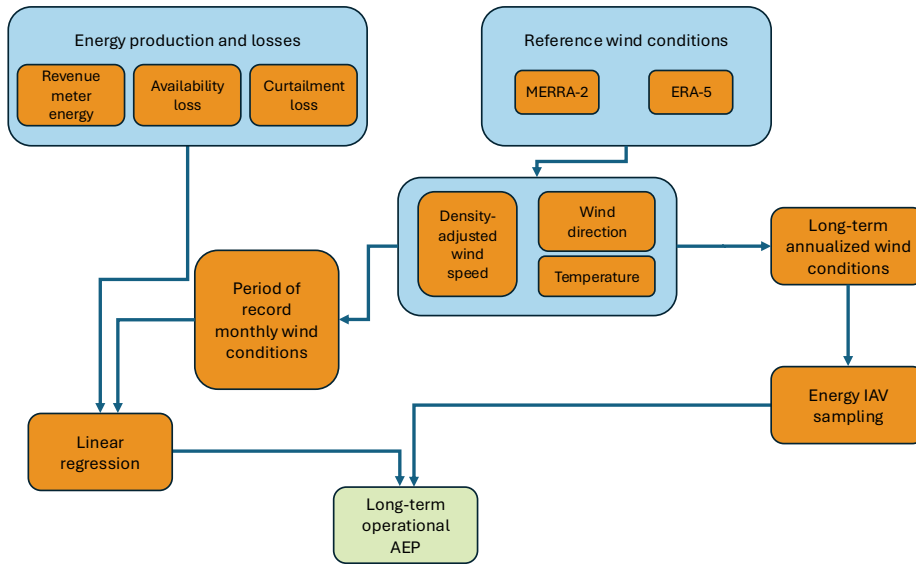 Energy production and losses
Revenue
meter
energy
Availability
loss
Curtailment
loss
Reference wind conditions
MERRA-2
ERA-5
Density-
adjusted
wind
speed
Wind
direction
Temperature
Long-term
annualized wind
conditions
Period of
record
monthly wind
conditions
Energy IAV
sampling
Linear
regression
Long-term
operational
AEP